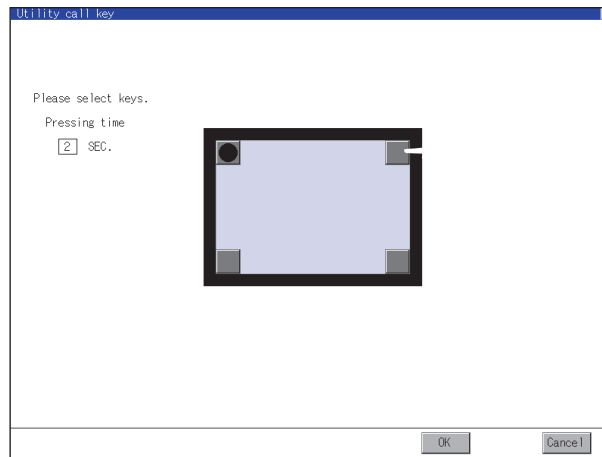 Utility call key
Please select keys.
Pressing time
2 SEC.
OK
Cancel